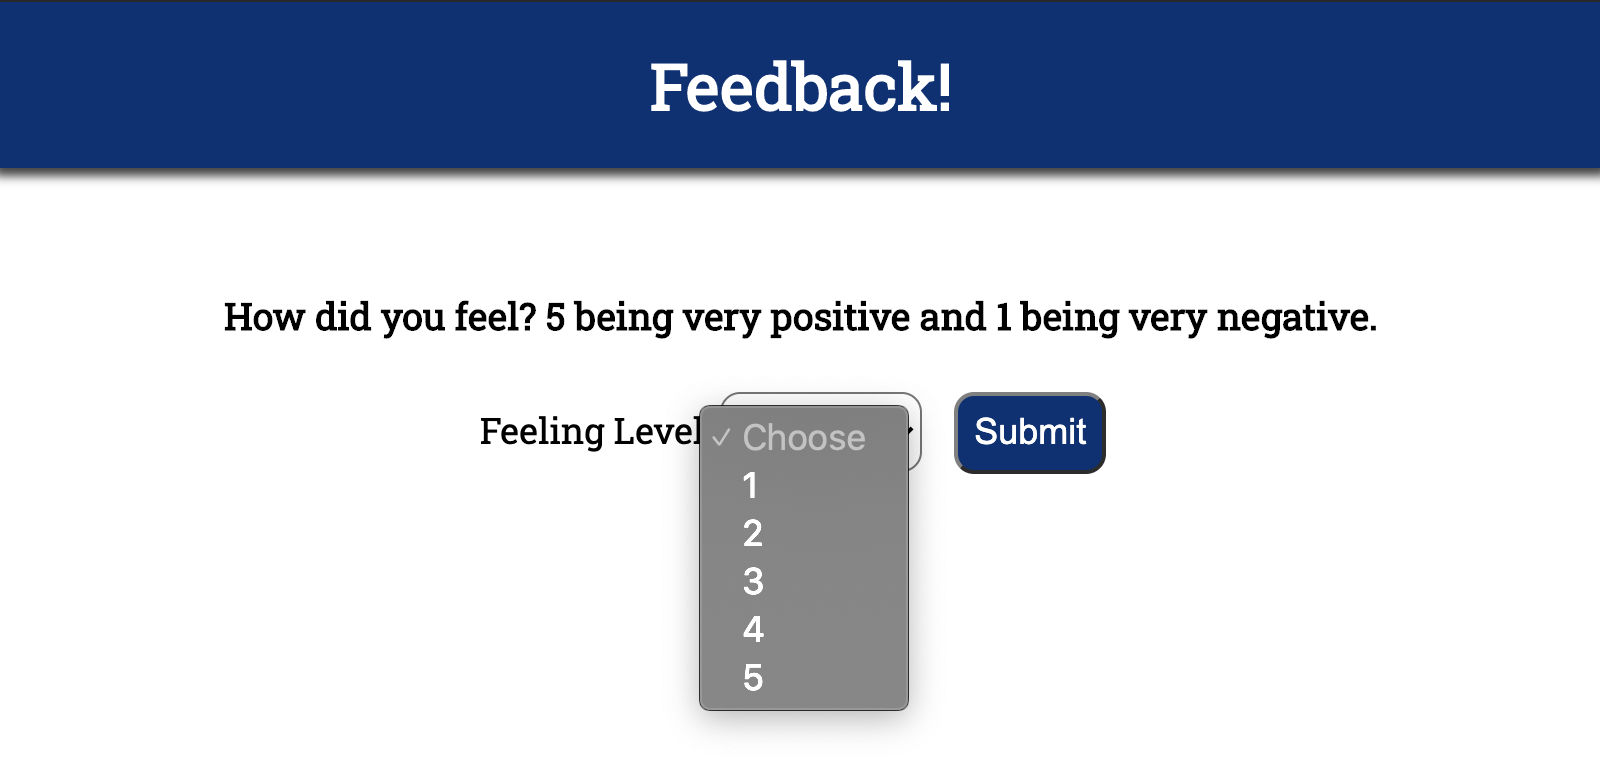 Feedback!
How did you feel? 5 being very positive and 1 being very negative.
Feeling Level
✓ Choose
1
2
3
4
5
Submit